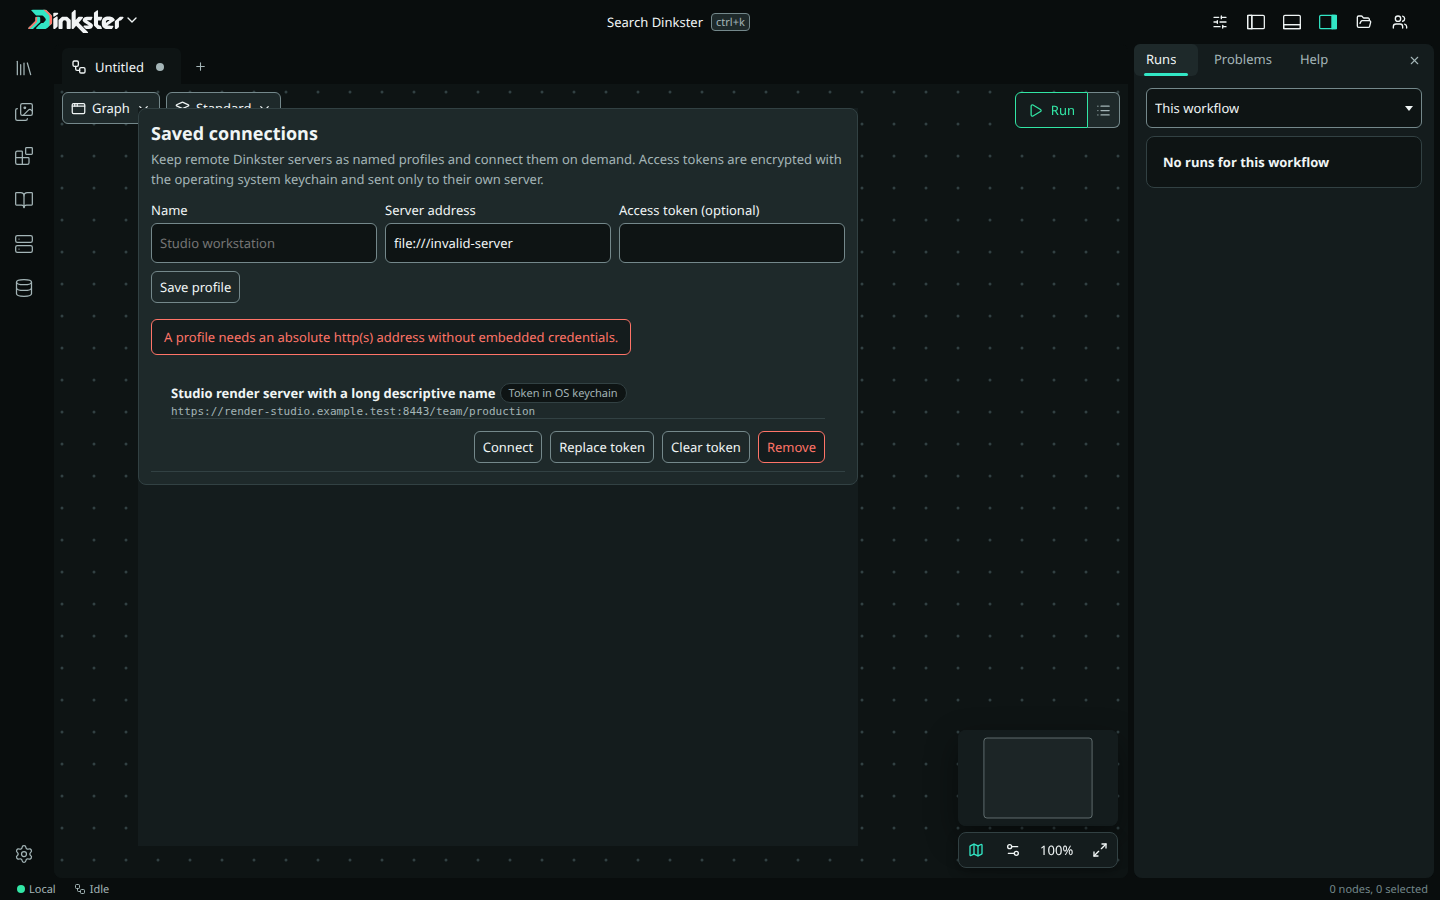 Dinkster
Search Dinkster ctrl+k
Untitled
Graph
Standard
Run
Saved connections
Keep remote Dinkster servers as named profiles and connect them on demand. Access tokens are encrypted with
the operating system keychain and sent only to their own server.
Name
Server address
Access token (optional)
Studio workstation
file:///invalid-server
Save profile
A profile needs an absolute http(s) address without embedded credentials.
Studio render server with a long descriptive name Token in OS keychain
https://render-studio.example.test:8443/team/production
Connect
Replace token
Clear token
Remove
Runs
Problems
Help
This workflow
No runs for this workflow
100%
Local
Idle
0 nodes, 0 selected